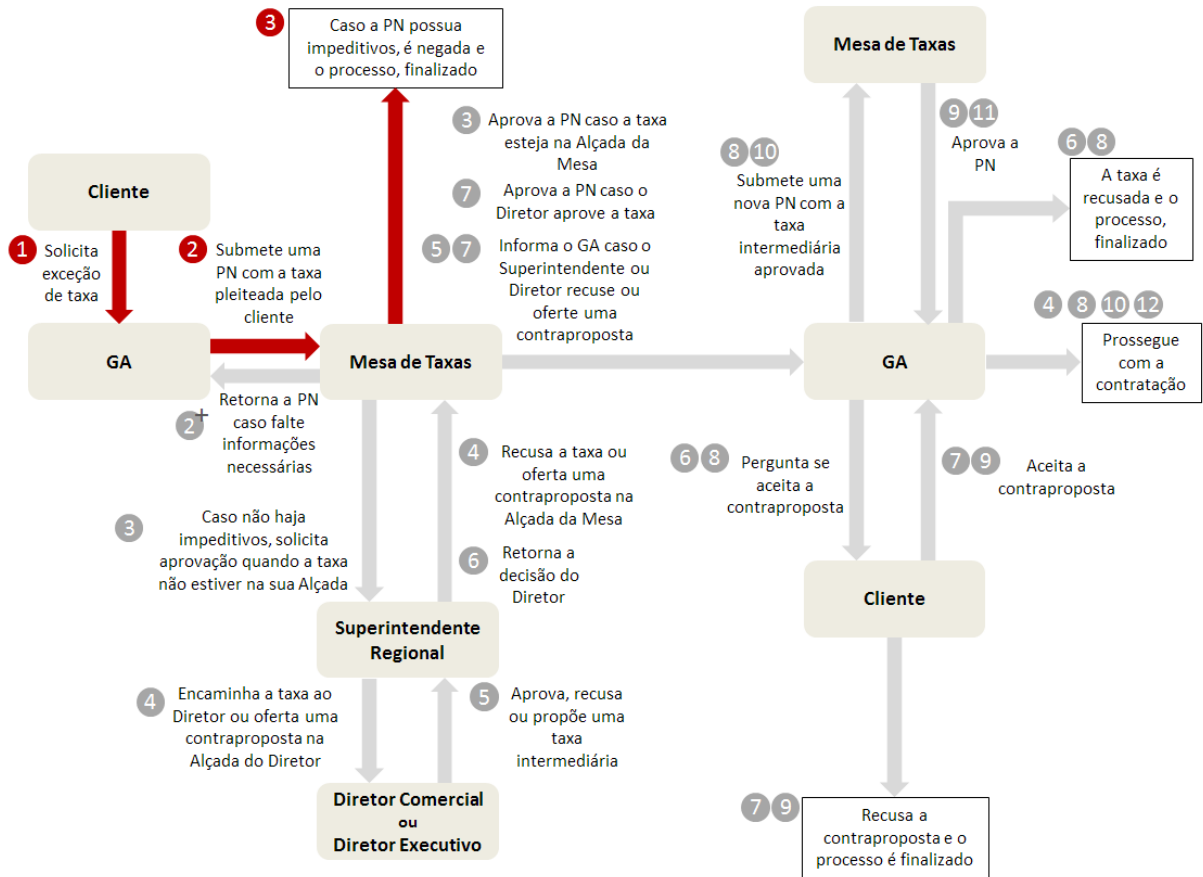 3
Caso a PN possua
impeditivos, é negada e
o processo, finalizado
Mesa de Taxas
3
Aprova a PN caso a taxa
esteja na Alçada da
Mesa
7
Aprova a PN caso o
Diretor aprove a taxa
5 7
Informa o GA caso o
Superintendente ou
Diretor recuse ou
oferte uma
contraproposta
8 10
Submete uma
nova PN com a
taxa
intermediária
aprovada
9 11
Aprova a
PN
6 8
A taxa é
recusada e o
processo,
finalizado
Cliente
1
Solicita
exceção
de taxa
2
Submete uma
PN com a taxa
pleiteada pelo
cliente
4 8 10 12
Prossegue
com a
contratação
GA
Mesa de Taxas
GA
2+
Retorna a PN
caso falte
informações
necessárias
4
Recusa a taxa ou
oferta uma
contraproposta na
Alçada da Mesa
6 8
Pergunta se
aceita a
contraproposta
7 9
Aceita a
contraproposta
3
Caso não haja
impeditivos, solicita
aprovação quando a taxa
não estiver na sua Alçada
6
Retorna a
decisão do
Diretor
Cliente
Superintendente
Regional
4
Encaminha a taxa ao
Diretor ou oferta uma
contraproposta na
Alçada do Diretor
5
Aprova, recusa
ou propõe uma
taxa
intermediária
Diretor Comercial
ou
Diretor Executivo
7 9
Recusa a
contraproposta e o
processo é finalizado